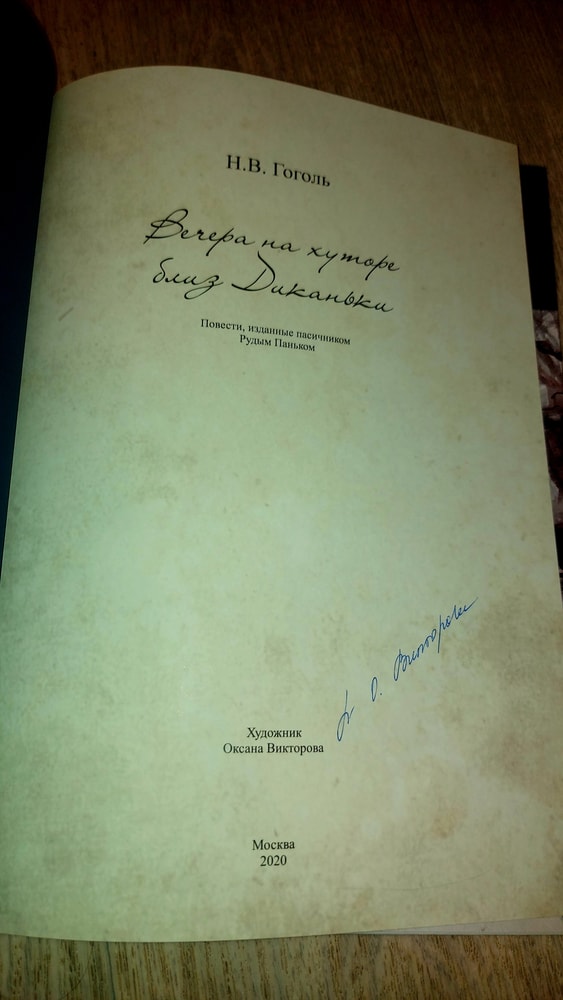 Н.В. Гоголь
Вечера на хуторе
близ Диканьки
Повести, изданные пасичником
Рудым Паньком
О. Викторова
Художник
Оксана Викторова
Москва
2020